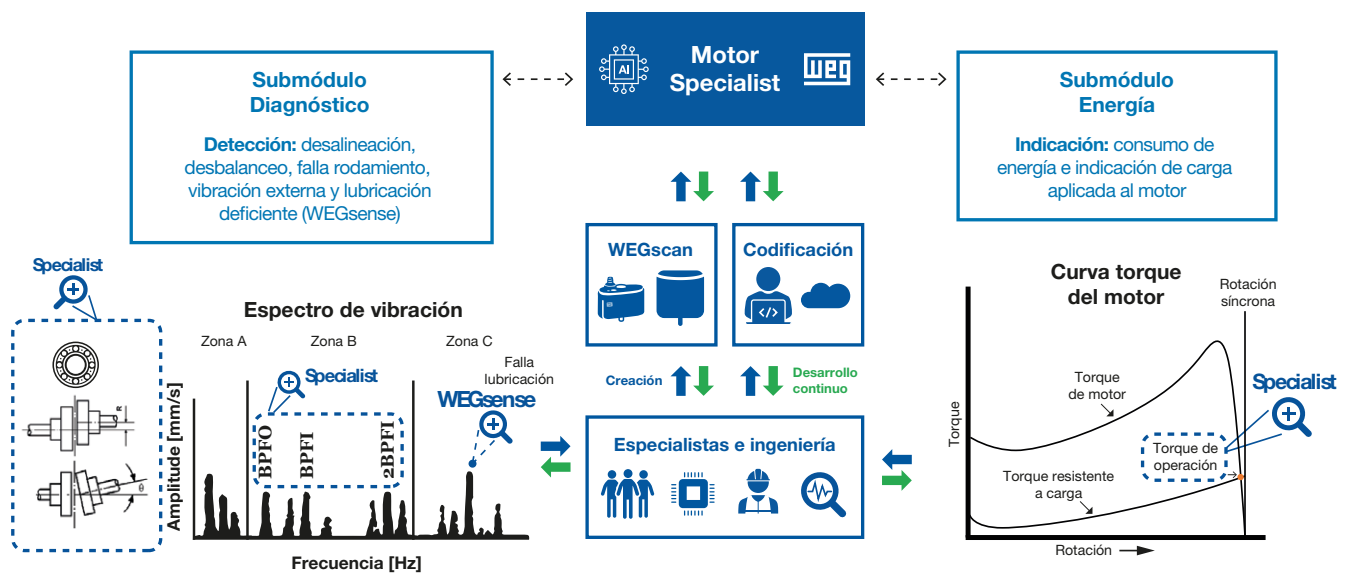 Submódulo
Diagnóstico
Detección: desalineación,
desbalanceo, falla rodamiento,
vibración externa y lubricación
deficiente (WEGsense)
AI
Motor
Specialist
WEG
Submódulo
Energía
Indicación: consumo de
energía e indicación de carga
aplicada al motor
WEGscan
Codificación
</>
Creación
Desarrollo
continuo
Especialistas e ingeniería
Specialist
R
θ
Espectro de vibración
Zona A
Zona B
Zona C
Specialist
Falla
lubricación
WEGsense
BPFO
BPFI
2BPFI
Amplitude [mm/s]
Frecuencia [Hz]
Curva torque
del motor
Rotación
síncrona
Torque
de motor
Specialist
Torque de
operación
Torque resistente
a carga
Torque
Rotación